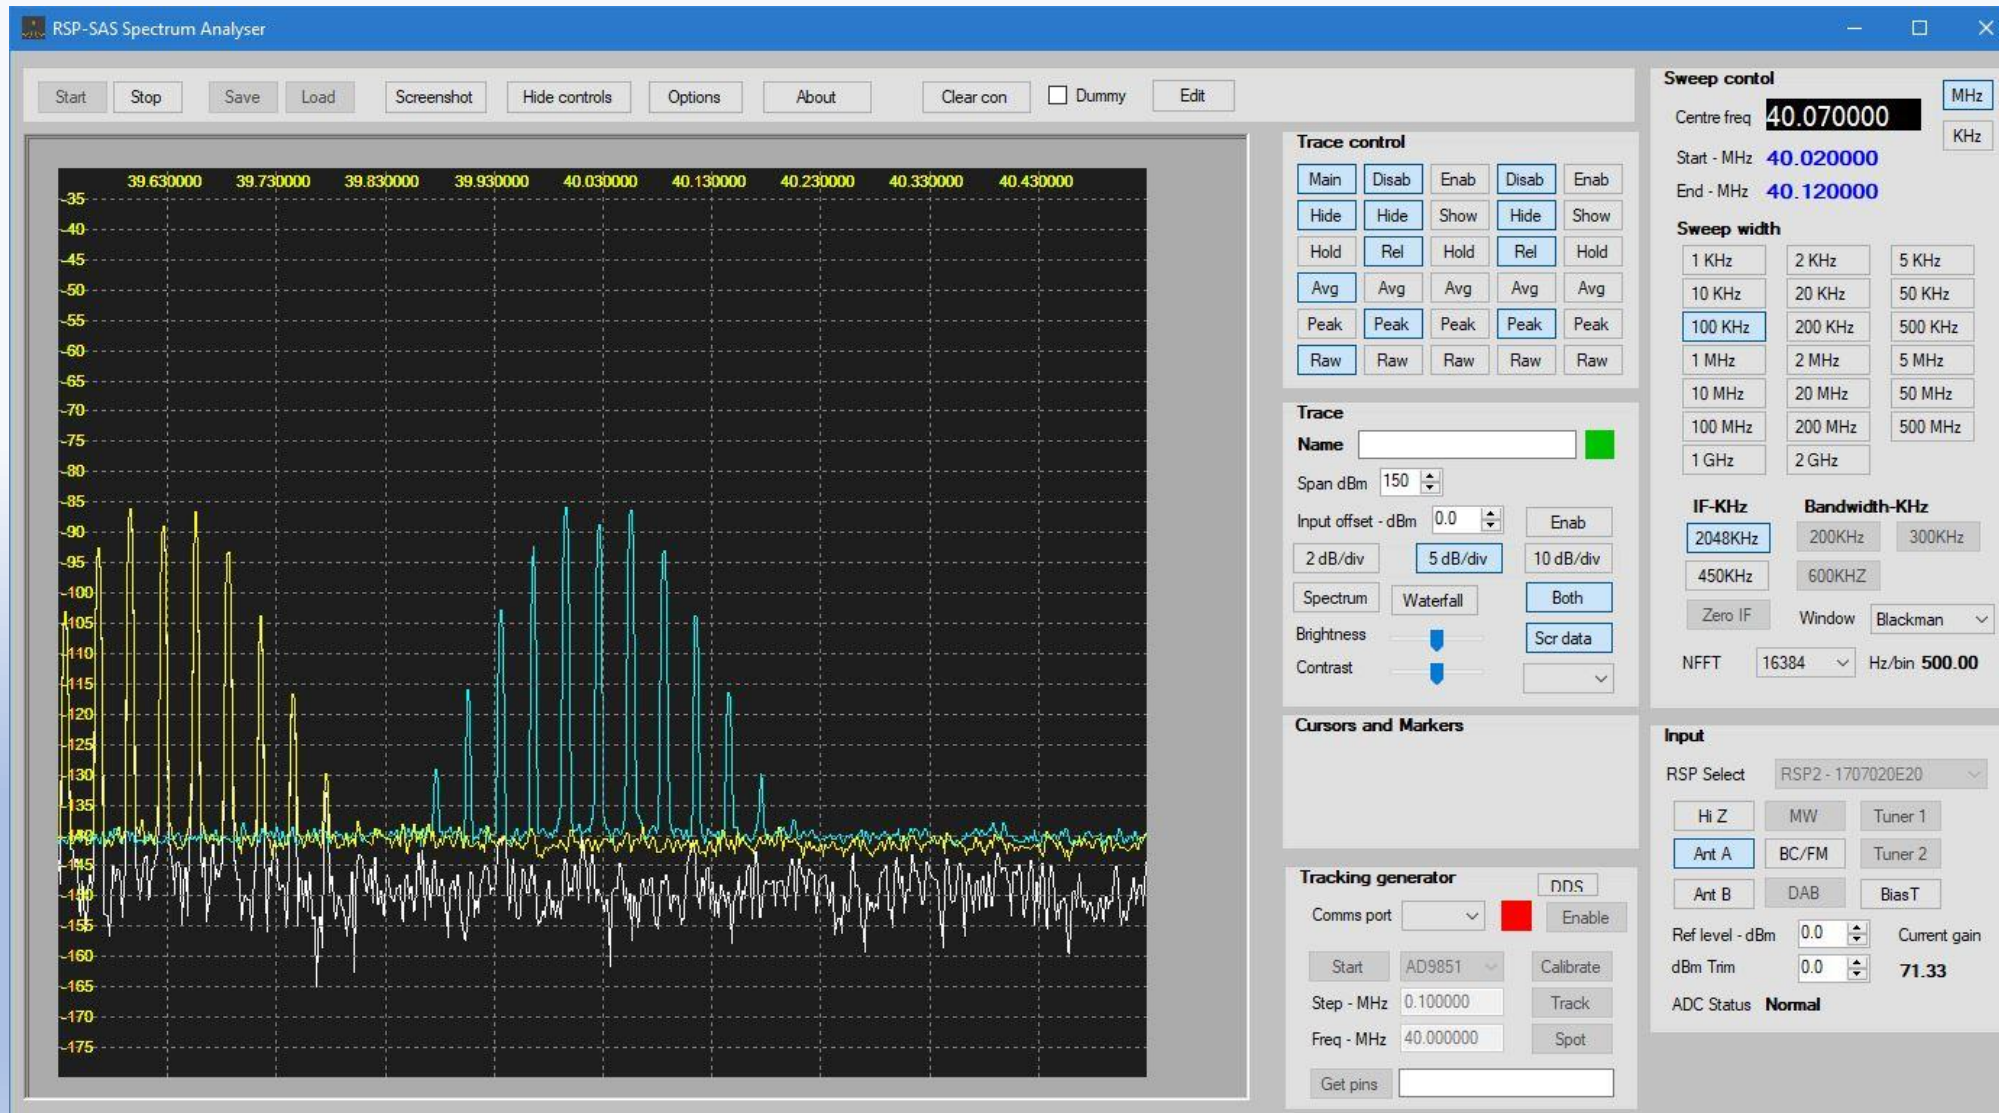 RSP-SAS Spectrum Analyser
Start Stop Save Load Screenshot Hide controls Options About Clear con Dummy Edit
39.630000 39.730000 39.830000 39.930000 40.030000 40.130000 40.230000 40.330000 40.430000
-35
-40
-45
-50
-55
-60
-65
-70
-75
-80
-85
-90
-95
-100
-105
-110
-115
-120
-125
-130
-135
-140
-145
-150
-155
-160
-165
-170
-175
Trace control
Main Disab Enab Disab Enab
Hide Hide Show Hide Show
Hold Rel Hold Rel Hold
Avg Avg Avg Avg Avg
Peak Peak Peak Peak Peak
Raw Raw Raw Raw Raw
Trace
Name
Span dBm 150
Input offset - dBm 0.0 Enab
2 dB/div 5 dB/div 10 dB/div
Spectrum Waterfall Both
Brightness Scr data
Contrast
Cursors and Markers
Tracking generator DDS
Comms port Enable
Start AD9851 Calibrate
Step - MHz 0.100000 Track
Freq - MHz 40.000000 Spot
Get pins
Sweep contol
MHz
Centre freq 40.070000
KHz
Start - MHz 40.020000
End - MHz 40.120000
Sweep width
1 KHz 2 KHz 5 KHz
10 KHz 20 KHz 50 KHz
100 KHz 200 KHz 500 KHz
1 MHz 2 MHz 5 MHz
10 MHz 20 MHz 50 MHz
100 MHz 200 MHz 500 MHz
1 GHz 2 GHz
IF-KHz Bandwidth-KHz
2048KHz 200KHz 300KHz
450KHz 600KHZ
Zero IF Window Blackman
NFFT 16384 Hz/bin 500.00
Input
RSP Select RSP2 - 1707020E20
Hi Z MW Tuner 1
Ant A BC/FM Tuner 2
Ant B DAB BiasT
Ref level - dBm 0.0 Current gain
dBm Trim 0.0 71.33
ADC Status Normal